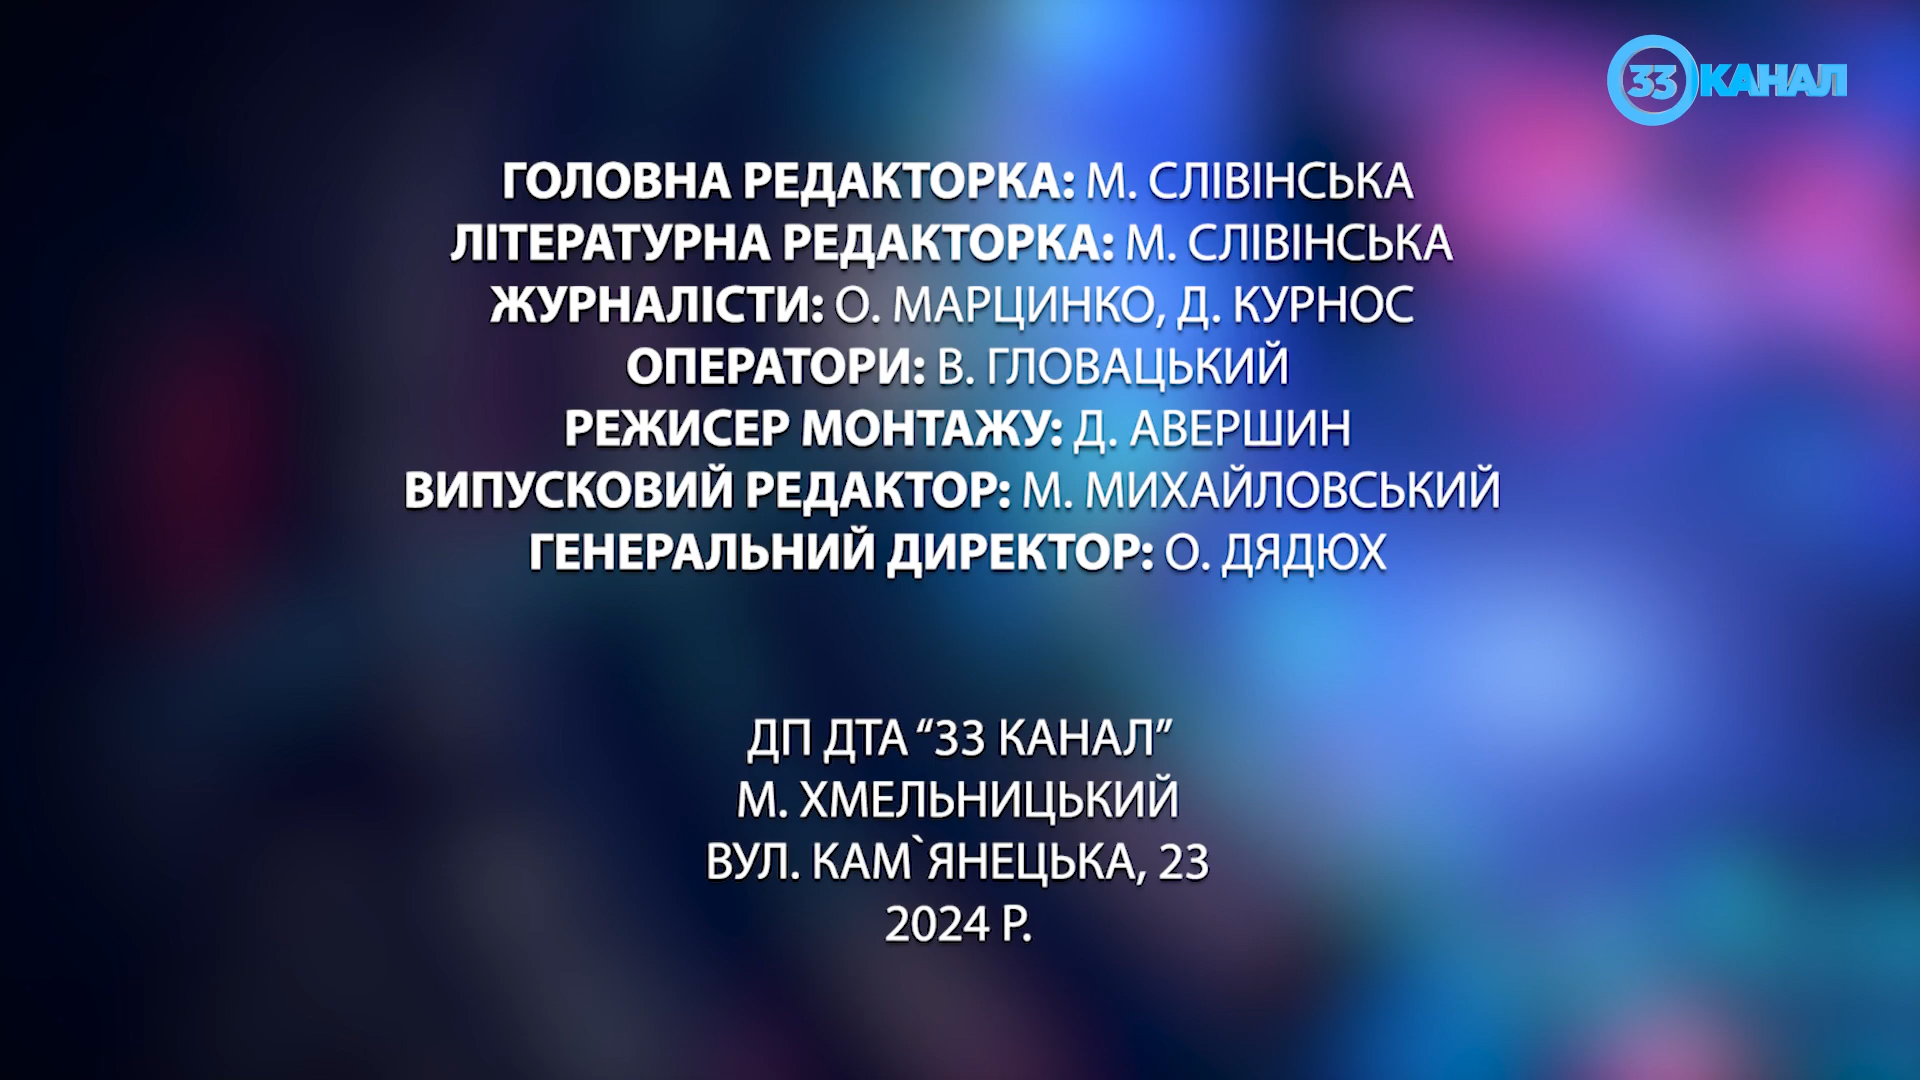 33 КАНАЛ
ГОЛОВНА РЕДАКТОРКА: М. СЛІВІНСЬКА
ЛІТЕРАТУРНА РЕДАКТОРКА: М. СЛІВІНСЬКА
ЖУРНАЛІСТИ: О. МАРЦИНКО, Д. КУРНОС
ОПЕРАТОРИ: В. ГЛОВАЦЬКИЙ
РЕЖИСЕР МОНТАЖУ: Д. АВЕРШИН
ВИПУСКОВИЙ РЕДАКТОР: М. МИХАЙЛОВСЬКИЙ
ГЕНЕРАЛЬНИЙ ДИРЕКТОР: О. ДЯДЮХ
ДП ДТА “33 КАНАЛ”
М. ХМЕЛЬНИЦЬКИЙ
ВУЛ. КАМ`ЯНЕЦЬКА, 23
2024 Р.